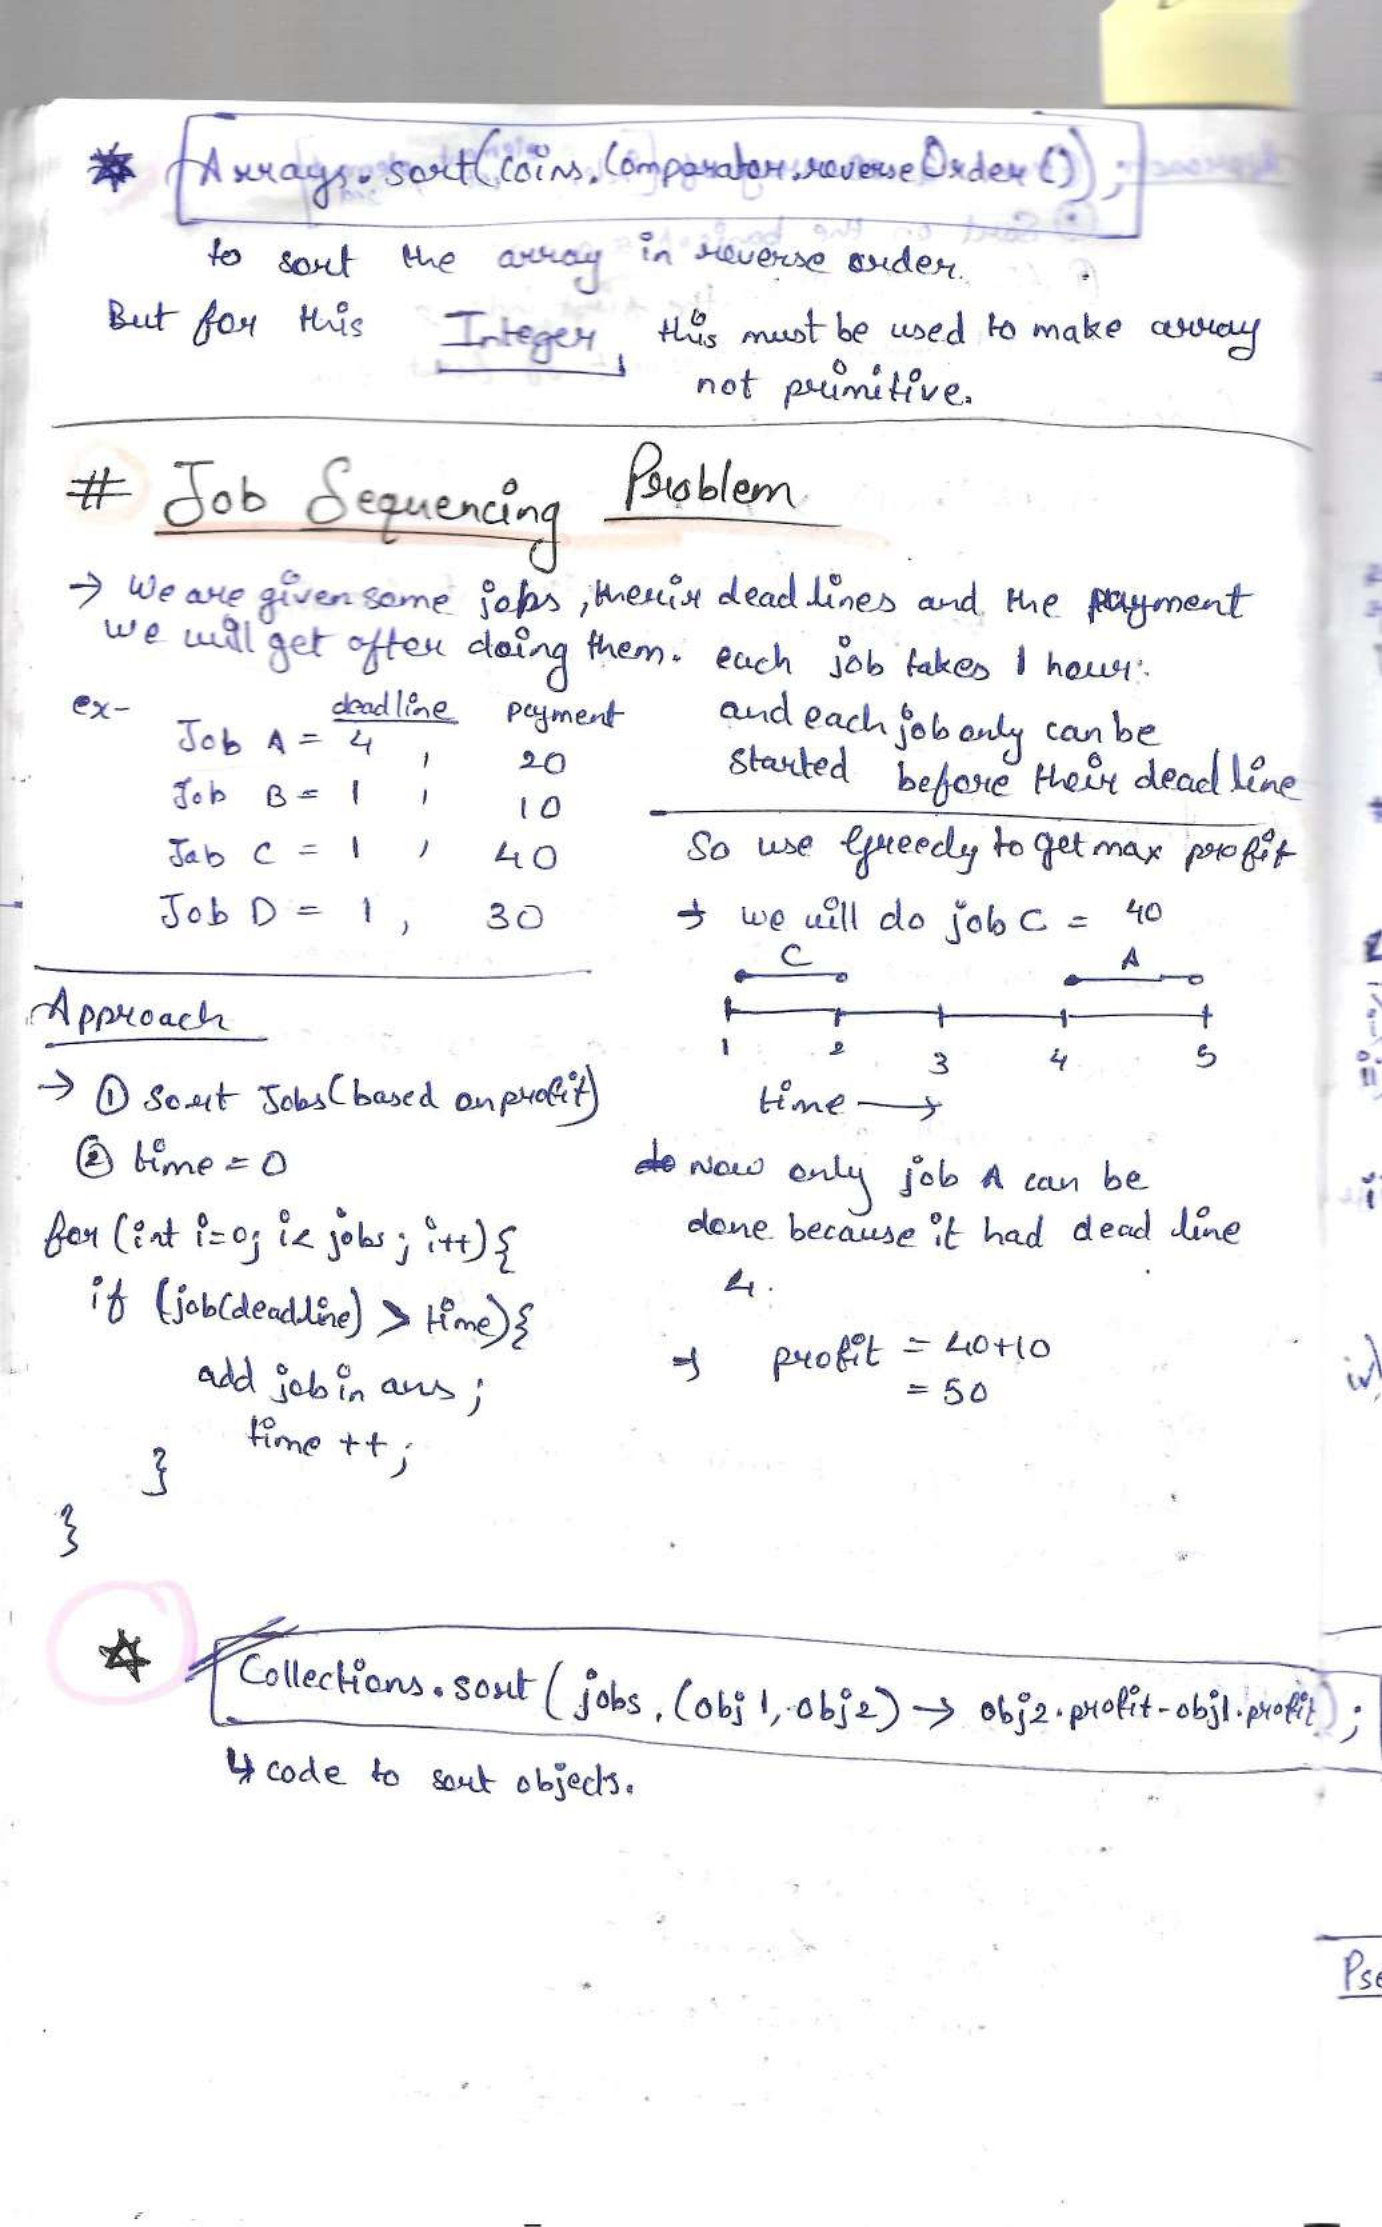 Arrays.sort(coins, Comparator.reverseOrder());
to sort the array in reverse order.
But for this Integer, this must be used to make array
not primitive.
# Job Sequencing Problem
→ We are given some jobs, their deadlines and the payment
we will get after doing them. each job takes 1 hour.
and each job only can be
started before their dead line
ex-
deadline payment
Job A = 4 , 20
Job B = 1 , 10
Job C = 1 , 40
Job D = 1 , 30
So use Greedy to get max profit
→ we will do job C = 40
C A
1 2 3 4 5
time →
Now only job A can be
done because it had dead line
4.
→ profit = 40+10
= 50
Approach
→ ① Sort Jobs (based on profit)
② time = 0
for (int i=0; i< jobs; i++) {
if (job(deadline) > time) {
add job in ans;
time ++;
}
}
Collections.sort(jobs, (obj1, obj2) → obj2.profit - obj1.profit);
↳ code to sort objects.
iv)